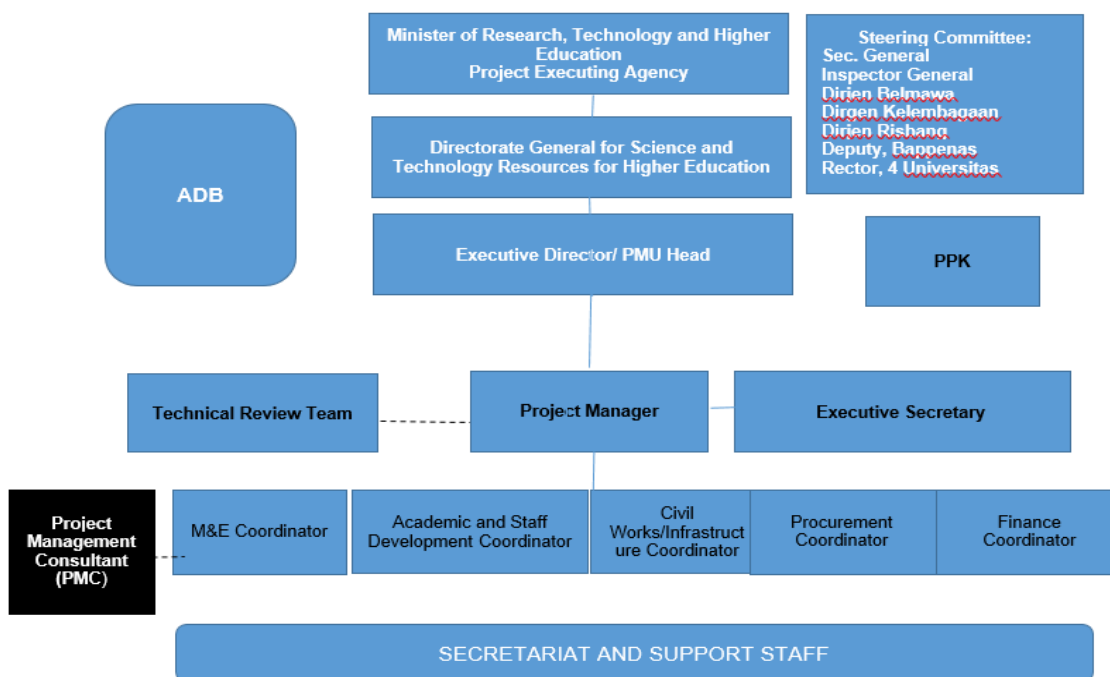 Minister of Research, Technology and Higher
Education
Project Executing Agency
Steering Committee:
Sec. General
Inspector General
Dirjen Belmawa
Dirgen Kelembagaan
Dirjen Risbang
Deputy, Bappenas
Rector, 4 Universitas
ADB
Directorate General for Science and
Technology Resources for Higher Education
Executive Director/ PMU Head
PPK
Technical Review Team
Project Manager
Executive Secretary
Project
Management
Consultant
(PMC)
M&E Coordinator
Academic and Staff
Development Coordinator
Civil
Works/Infrastruct
ure Coordinator
Procurement
Coordinator
Finance
Coordinator
SECRETARIAT AND SUPPORT STAFF